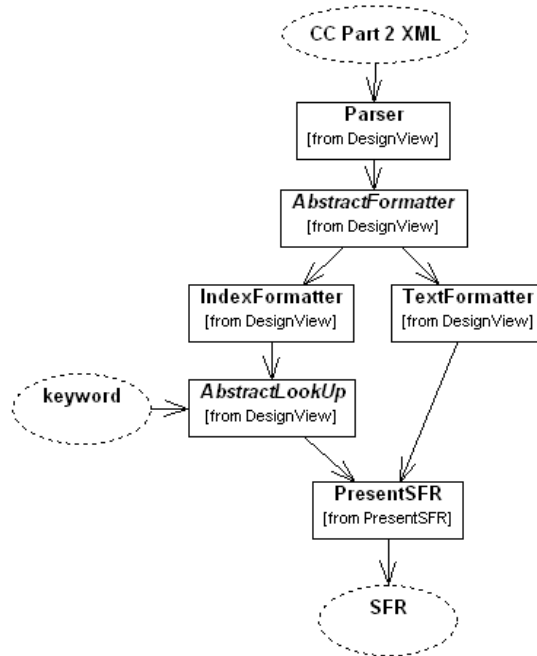 CC Part 2 XML
Parser
[from DesignView]
AbstractFormatter
[from DesignView]
IndexFormatter
[from DesignView]
TextFormatter
[from DesignView]
keyword
AbstractLookUp
[from DesignView]
PresentSFR
[from PresentSFR]
SFR